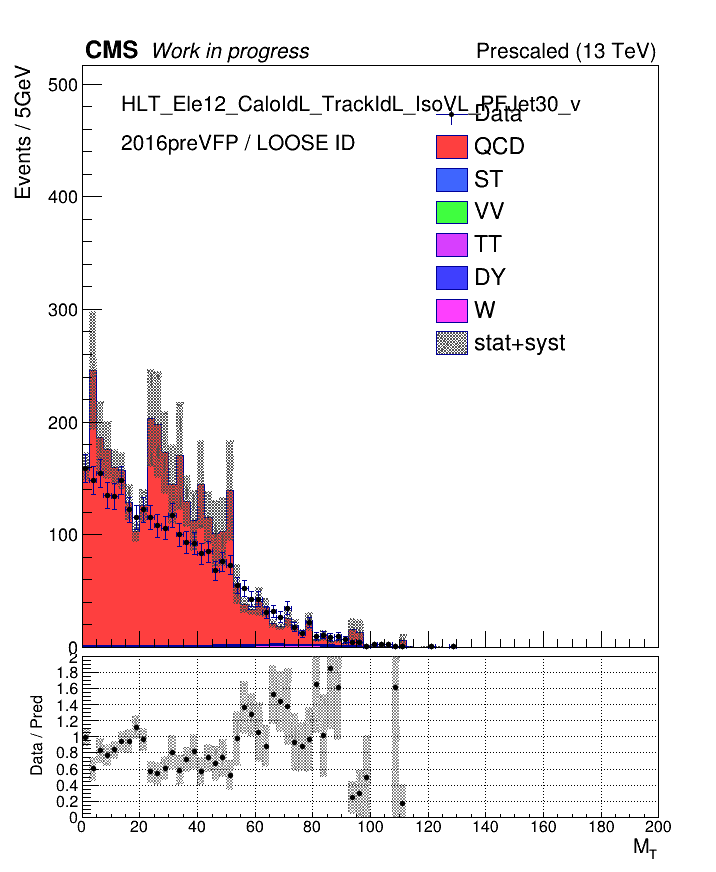 CMS Work in progress Prescaled (13 TeV)
Events / 5GeV
500
400
300
200
100
0
HLT_Ele12_CaloIdL_TrackIdL_IsoVL_PFJet30_v
2016preVFP / LOOSE ID
Data
QCD
ST
VV
TT
DY
W
stat+syst
Data / Pred
2
1.8
1.6
1.4
1.2
1
0.8
0.6
0.4
0.2
0
0 20 40 60 80 100 120 140 160 180 200
M_T